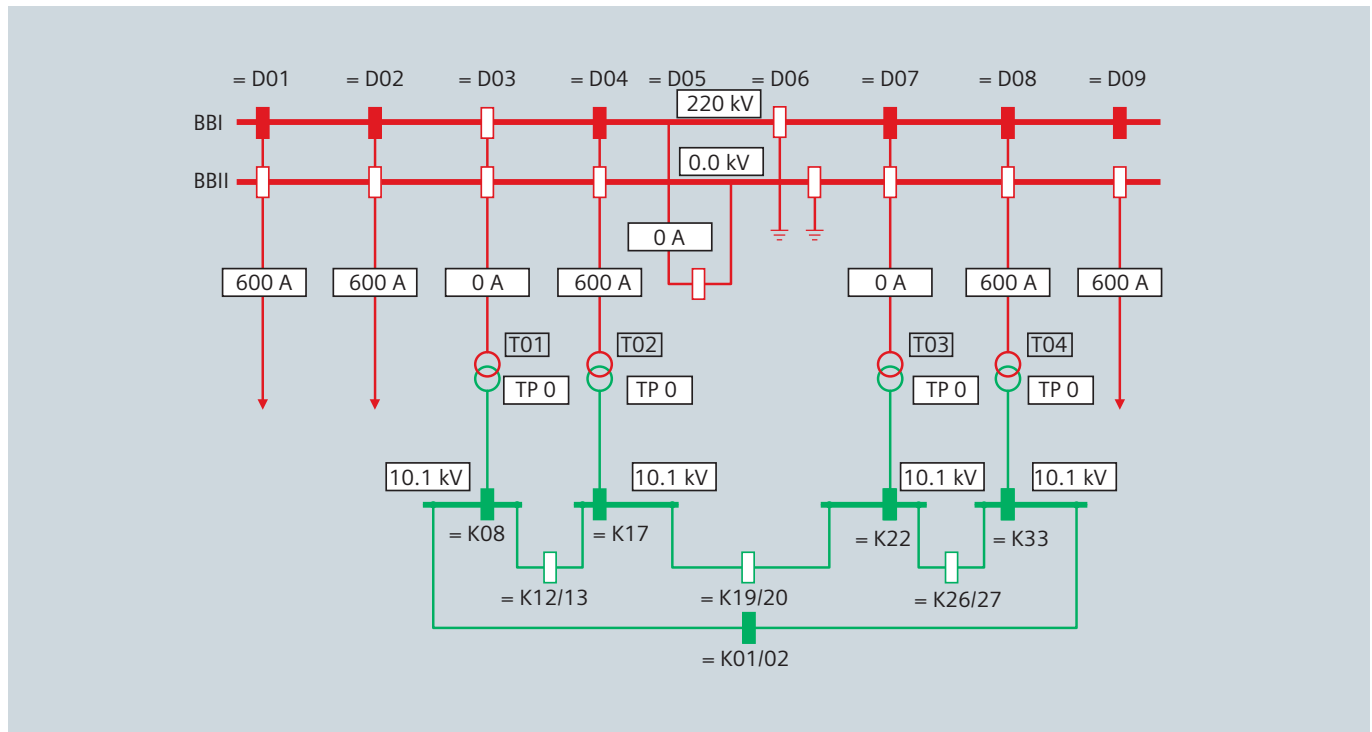 = D01 = D02 = D03 = D04 = D05 = D06 = D07 = D08 = D09
220 kV
BBI
0.0 kV
BBII
0 A
600 A 600 A 0 A 600 A 0 A 600 A 600 A
T01 T02 T03 T04
TP 0 TP 0 TP 0 TP 0
10.1 kV 10.1 kV 10.1 kV 10.1 kV
= K08 = K17 = K22 = K33
= K12/13 = K19/20 = K26/27
= K01/02